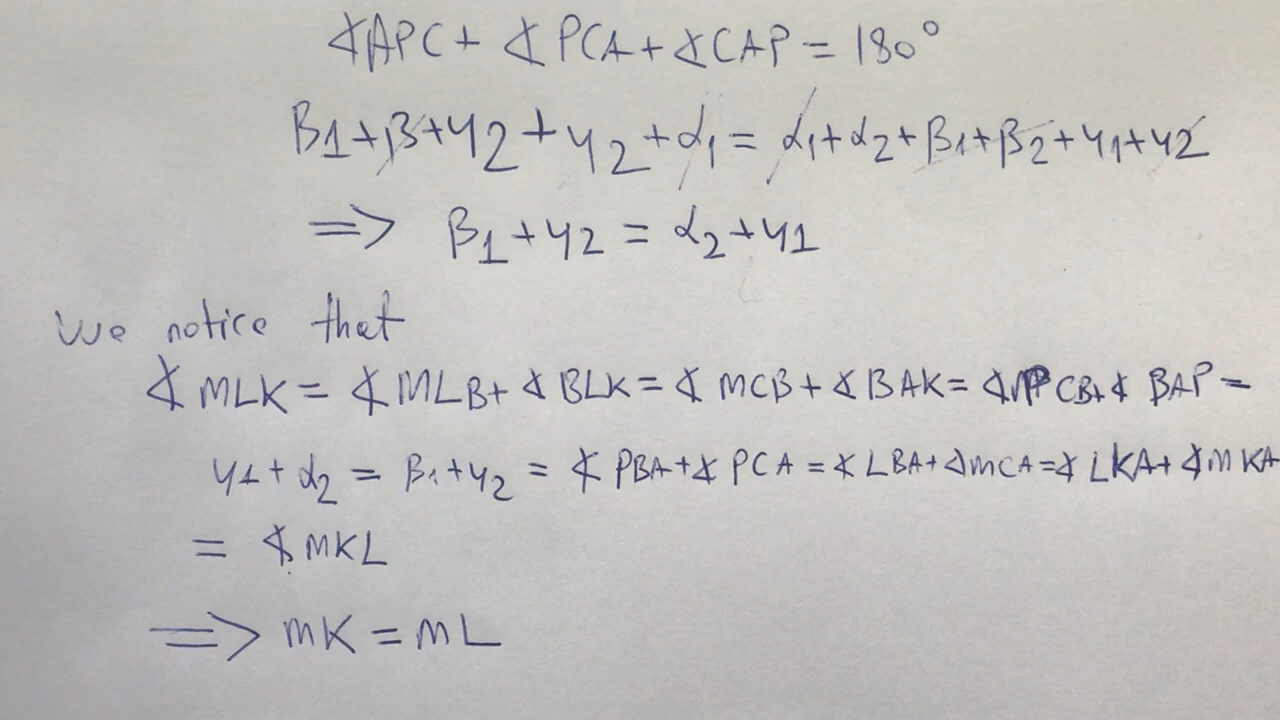 ∢APC + ∢PCA + ∢CAP = 180°
β1+β+γ2+γ2+α1 = α1+α2+β1+β2+γ1+γ2
=> β1+γ2 = α2+γ1
We notice that
∢MLK = ∢MLB+ ∢BLK = ∢MCB + ∢BAK = ∢PCB+∢ BAP =
γ1+α2 = β1+γ2 = ∢PBA+∢PCA = ∢LBA+∢MCA=∢LKA+∢MKA
= ∢MKL
=> MK = ML